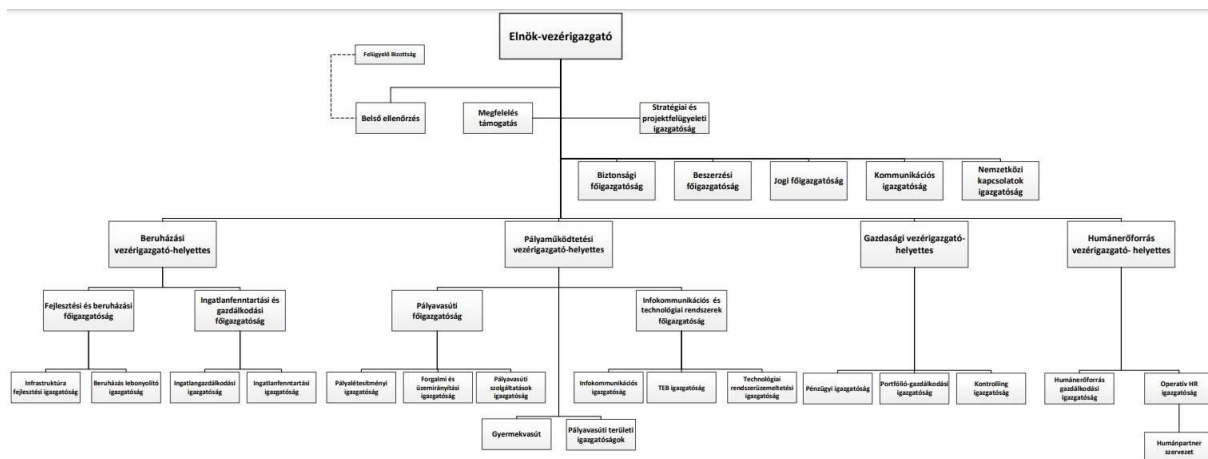 Elnök-vezérigazgató
Felügyelő Bizottság
Belső ellenőrzés
Megfelelés
támogatás
Stratégiai és
projektfelügyeleti
igazgatóság
Biztonsági
főigazgatóság
Beszerzési
főigazgatóság
Jogi főigazgatóság
Kommunikációs
igazgatóság
Nemzetközi
kapcsolatok
igazgatóság
Beruházási
vezérigazgató-helyettes
Pályaműködtetési
vezérigazgató-helyettes
Gazdasági vezérigazgató-
helyettes
Humánerőforrás
vezérigazgató- helyettes
Fejlesztési és beruházási
főigazgatóság
Ingatlanfenntartási és
gazdálkodási
főigazgatóság
Pályavasúti
főigazgatóság
Infokommunikációs és
technológiai rendszerek
főigazgatóság
Infrastruktúra
fejlesztési igazgatóság
Beruházás lebonyolító
igazgatóság
Ingatlangazdálkodási
igazgatóság
Ingatlanfenntartási
igazgatóság
Pályalétesítményi
igazgatóság
Forgalmi és
üzemirányítási
igazgatóság
Pályavasúti
szolgáltatások
igazgatóság
Infokommunikációs
igazgatóság
TEB igazgatóság
Technológiai
rendszerüzemeltetési
igazgatóság
Pénzügyi igazgatóság
Portfólió-gazdálkodási
igazgatóság
Kontrolling
igazgatóság
Humánerőforrás
gazdálkodási
igazgatóság
Operatív HR
igazgatóság
Gyermekvasút
Pályavasúti területi
igazgatóságok
Humánpartner
szervezet